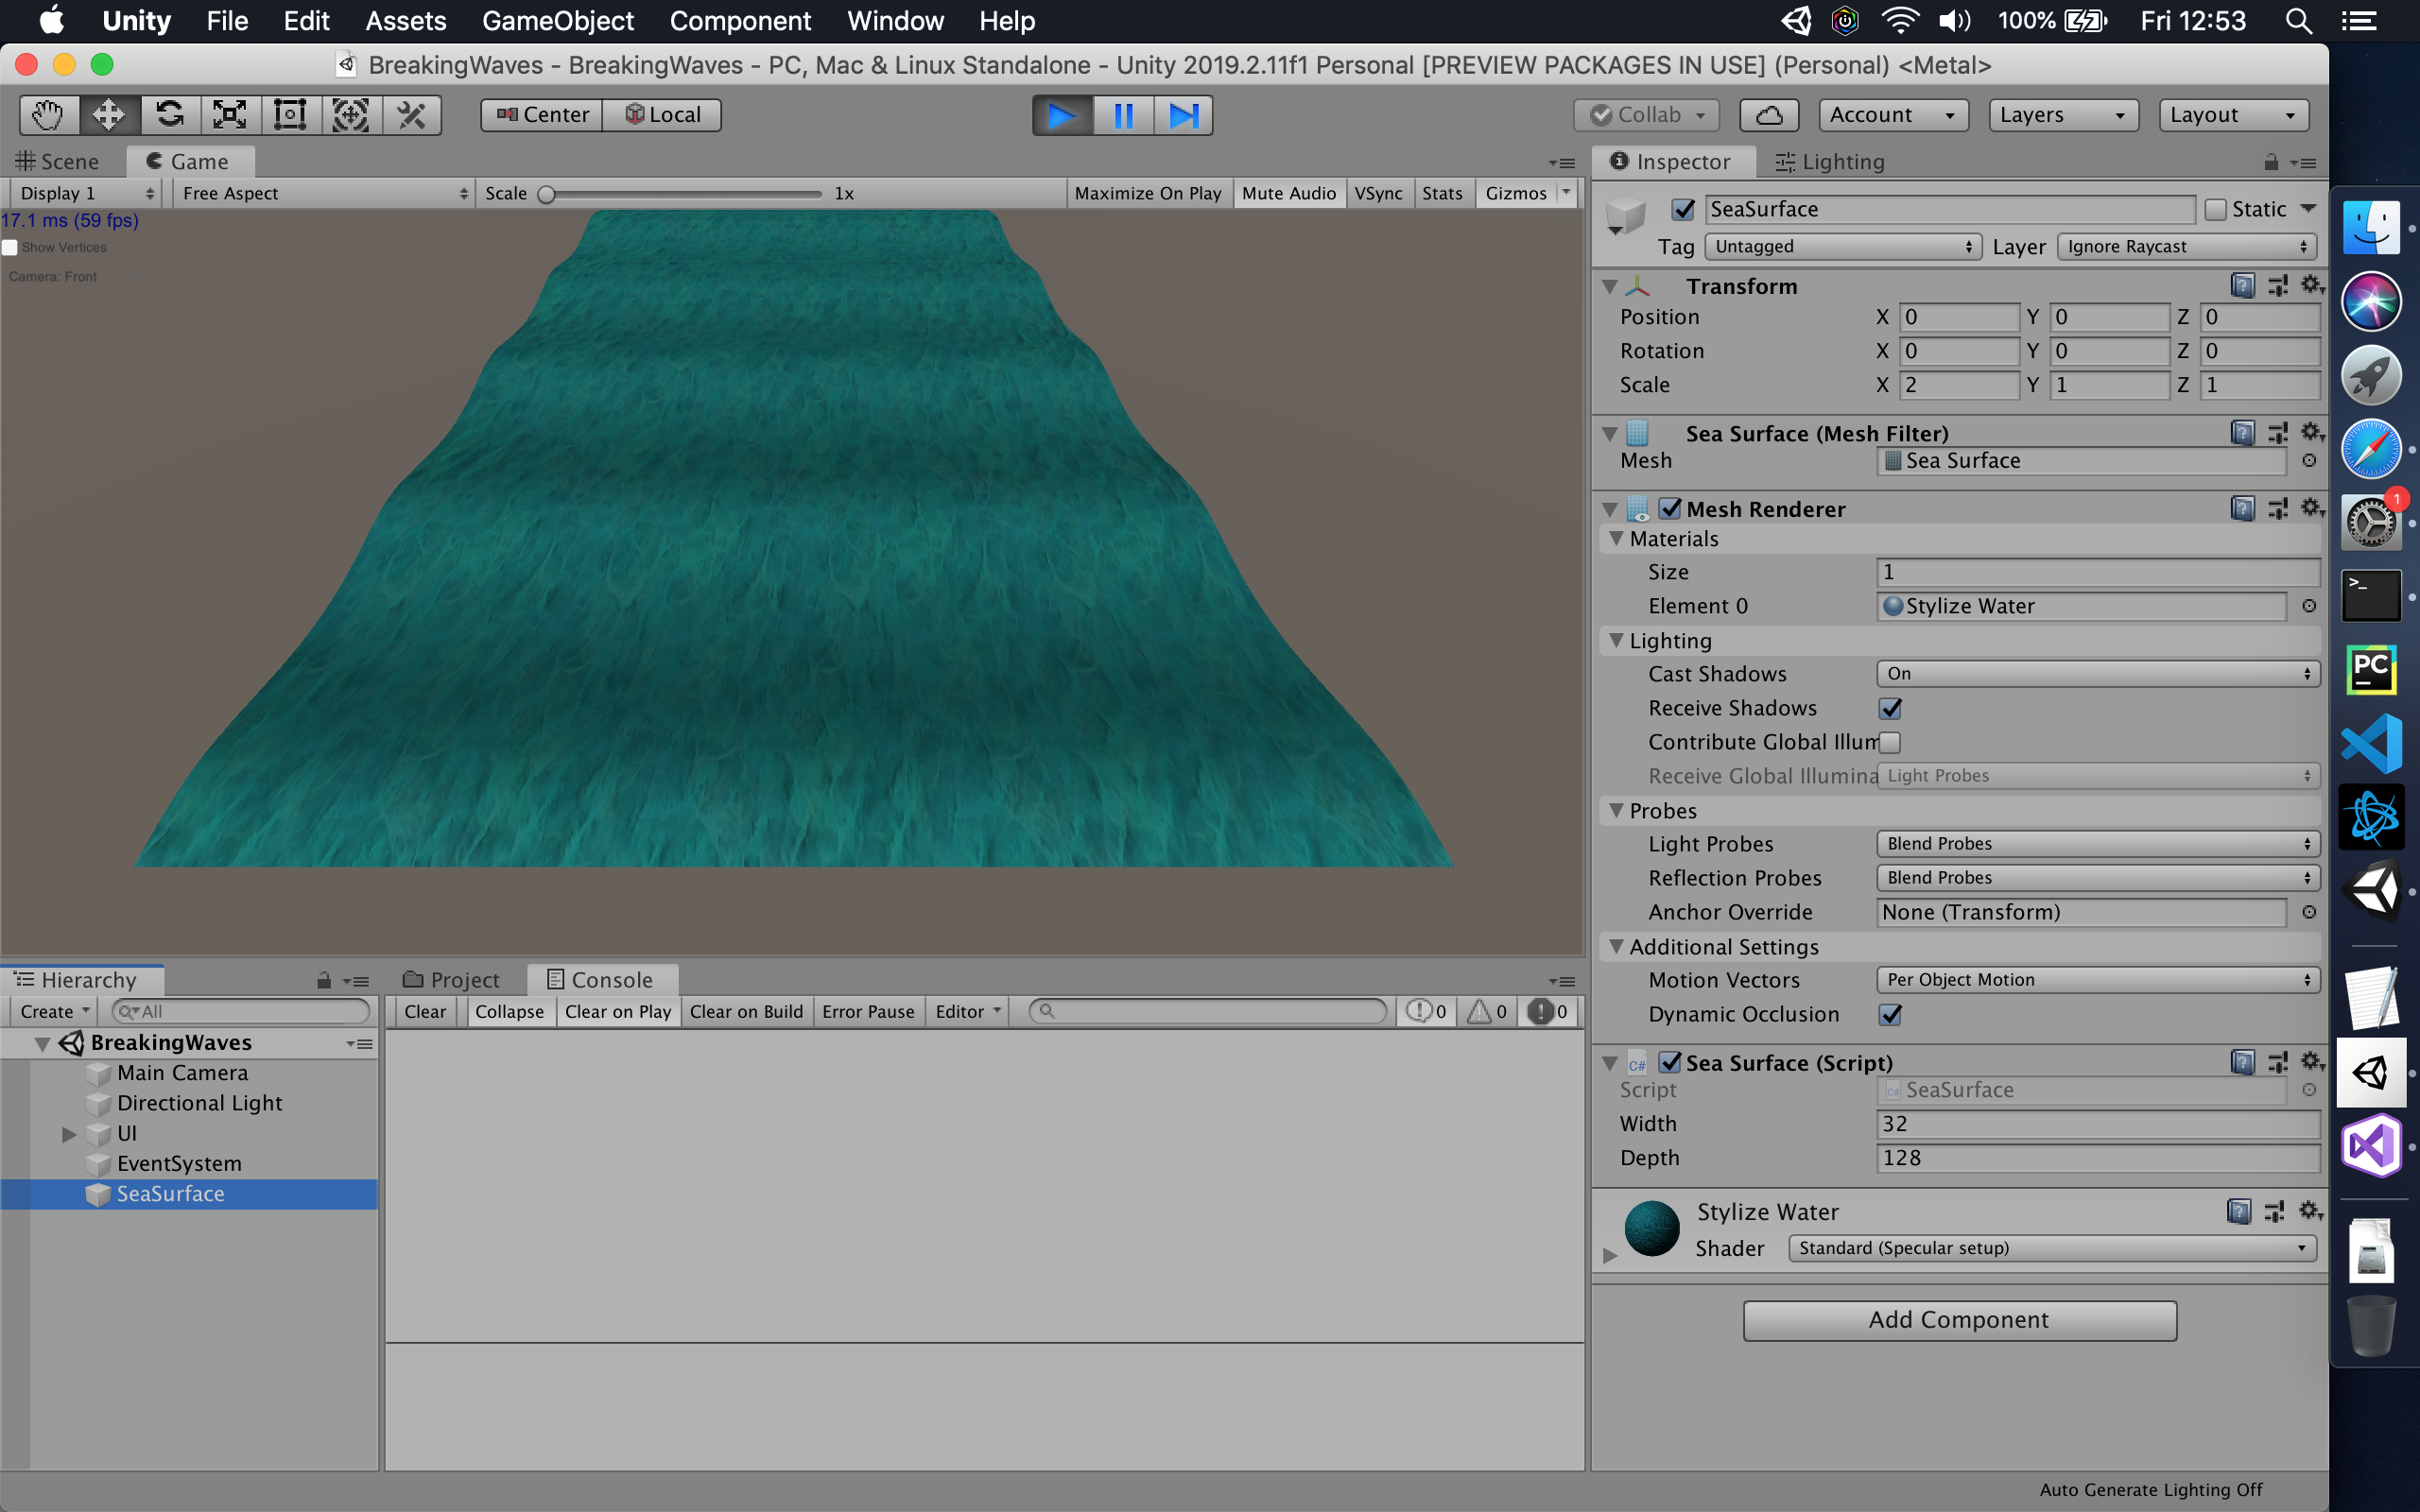 Unity File Edit Assets GameObject Component Window Help 100% Fri 12:53
BreakingWaves - BreakingWaves - PC, Mac & Linux Standalone - Unity 2019.2.11f1 Personal [PREVIEW PACKAGES IN USE] (Personal) <Metal>
Center Local Collab Account Layers Layout
Scene Game
Display 1 Free Aspect Scale 1x Maximize On Play Mute Audio VSync Stats Gizmos
17.1 ms (59 fps)
Show Vertices
Camera: Front
Hierarchy
Create All
BreakingWaves
Main Camera
Directional Light
UI
EventSystem
SeaSurface
Project Console
Clear Collapse Clear on Play Clear on Build Error Pause Editor 0 0 0
Inspector Lighting
SeaSurface Static
Tag Untagged Layer Ignore Raycast
Transform
Position X 0 Y 0 Z 0
Rotation X 0 Y 0 Z 0
Scale X 2 Y 1 Z 1
Sea Surface (Mesh Filter)
Mesh Sea Surface
Mesh Renderer
Materials
Size 1
Element 0 Stylize Water
Lighting
Cast Shadows On
Receive Shadows
Contribute Global Illum
Receive Global Illumina Light Probes
Probes
Light Probes Blend Probes
Reflection Probes Blend Probes
Anchor Override None (Transform)
Additional Settings
Motion Vectors Per Object Motion
Dynamic Occlusion
C# Sea Surface (Script)
Script C# SeaSurface
Width 32
Depth 128
Stylize Water
Shader Standard (Specular setup)
Add Component
Auto Generate Lighting Off
1
>_
PC